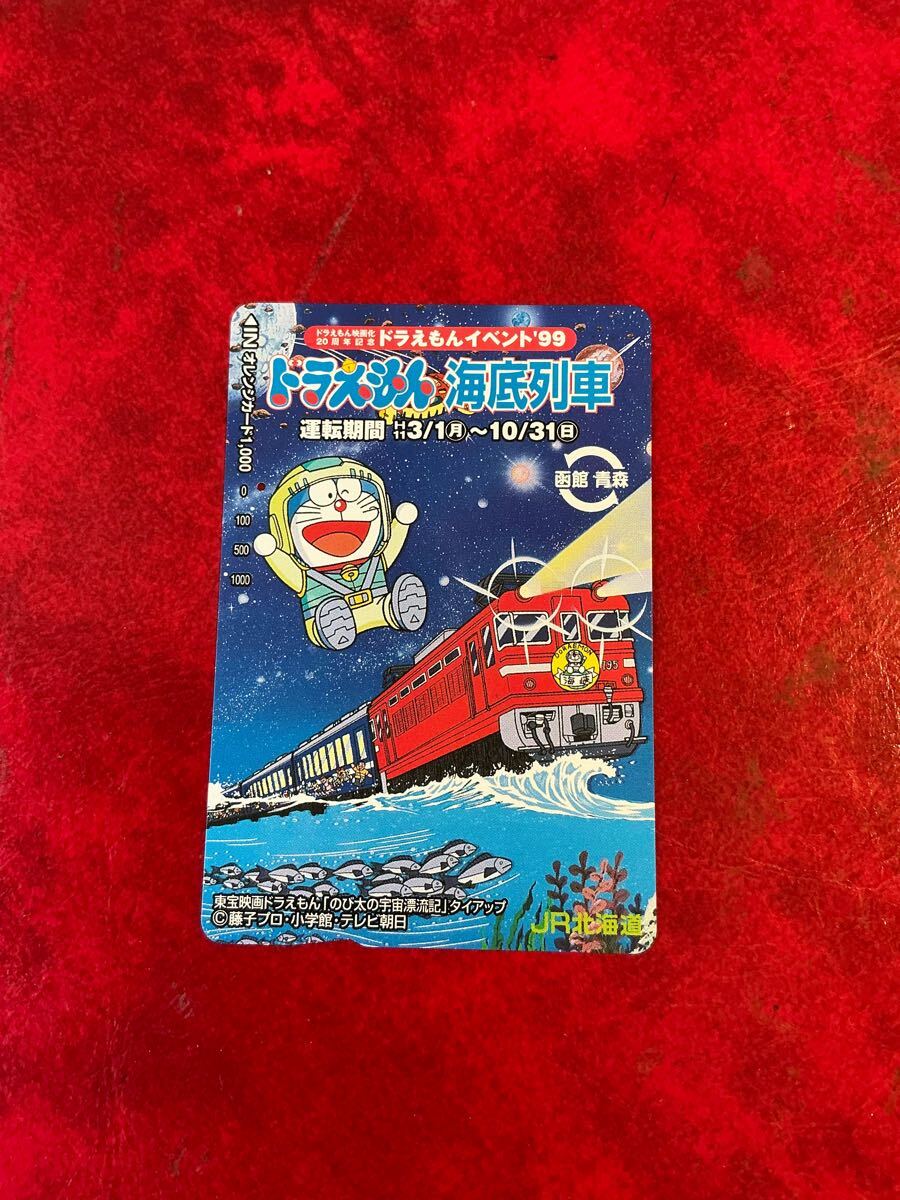 ◁IN オレンジカード1,000
0
100
500
1000
ドラえもん映画化
20周年記念
ドラえもんイベント'99
ドラえもん 海底列車
運転期間 H11 3/1㊊〜10/31㊐
函館 青森
DORAEMON
海底
東宝映画ドラえもん「のび太の宇宙漂流記」タイアップ
Ⓒ藤子プロ・小学館・テレビ朝日
JR北海道